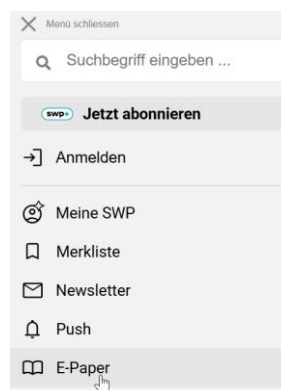 Menü schliessen
Suchbegriff eingeben ...
swp+ Jetzt abonnieren
Anmelden
Meine SWP
Merkliste
Newsletter
Push
E-Paper